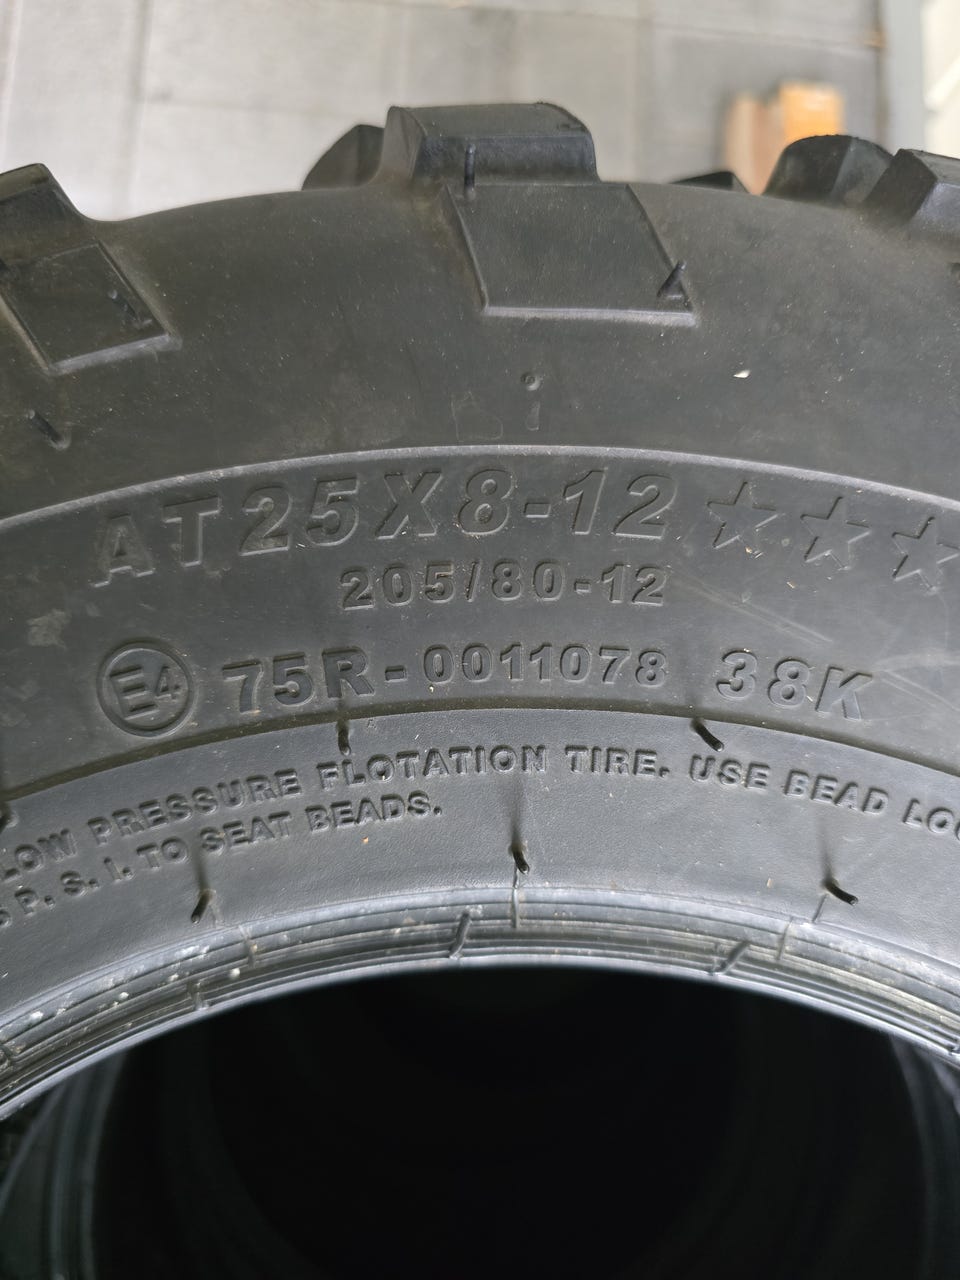 AT25X8-12 ☆☆☆
205/80-12
E4 75R-0011078 38K
LOW PRESSURE FLOTATION TIRE. USE BEAD
P.S.I. TO SEAT BEADS.